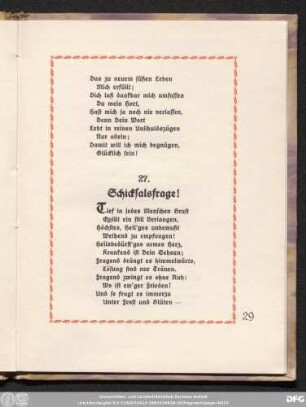 Das zu neuem süßen Leben
Mich erfüllt;
Dich laß dankbar mich umfassen
Du mein Hort,
Hast mich ja noch nie verlassen,
Denn Dein Wort
Lebt in reinen Unschuldszügen
Nur allein;
Damit will ich mich begnügen,
Glücklich sein!
27.
Schicksalsfrage!
Tief in jedes Menschen Brust
Quillt ein still Verlangen,
Höchstes, Heil'ges unbewußt
Weihend zu empfangen!
Heilsbedürft'ges armes Herz,
Krankend ist Dein Sehnen;
Fragend drängt es himmelwärts,
Lösung sind nur Tränen.
Fragend zwingt es ohne Ruh:
Wo ist ew'ger Frieden!
Und so fragt es immerzu
Unter Frost und Blüten —
29